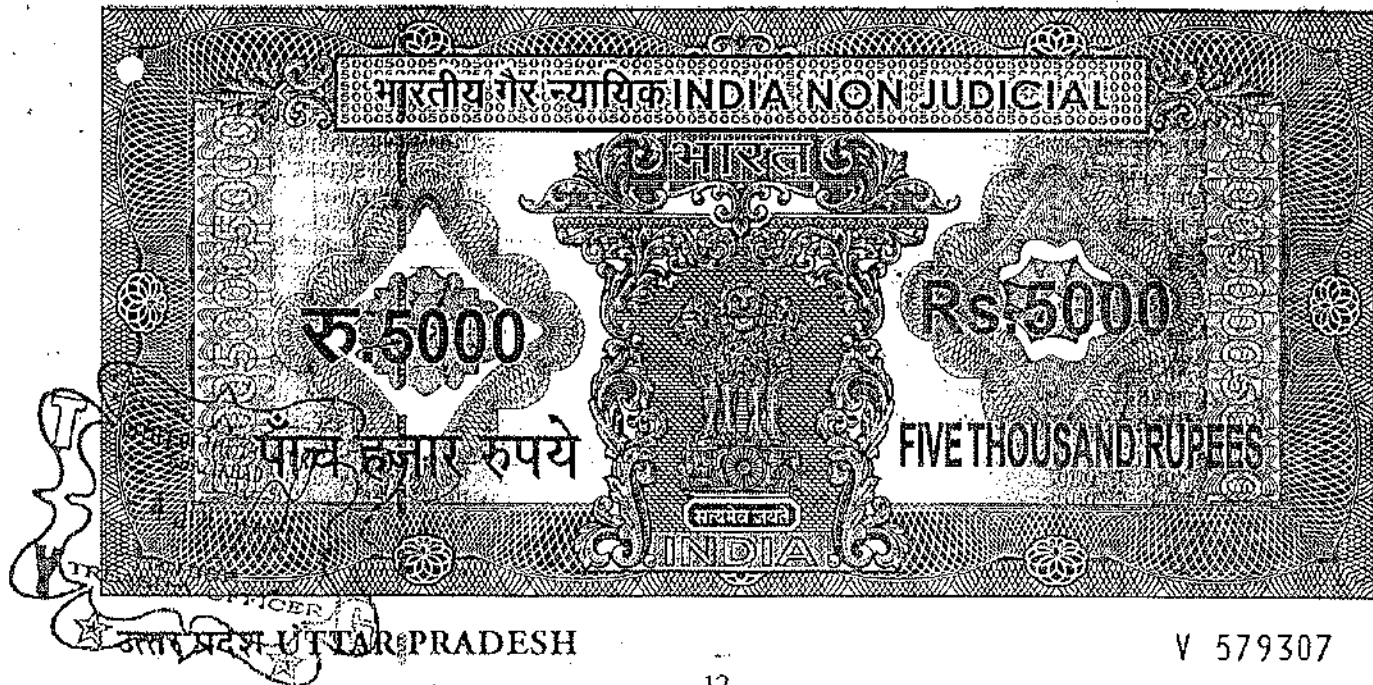 भारतीय गैर न्यायिक INDIA NON JUDICIAL
भारत
रु.5000
Rs.5000
पाँच हजार रुपये
FIVE THOUSAND RUPEES
सत्यमेव जयते
INDIA
OFFICER
उत्तर प्रदेश UTTAR PRADESH
V 579307
12